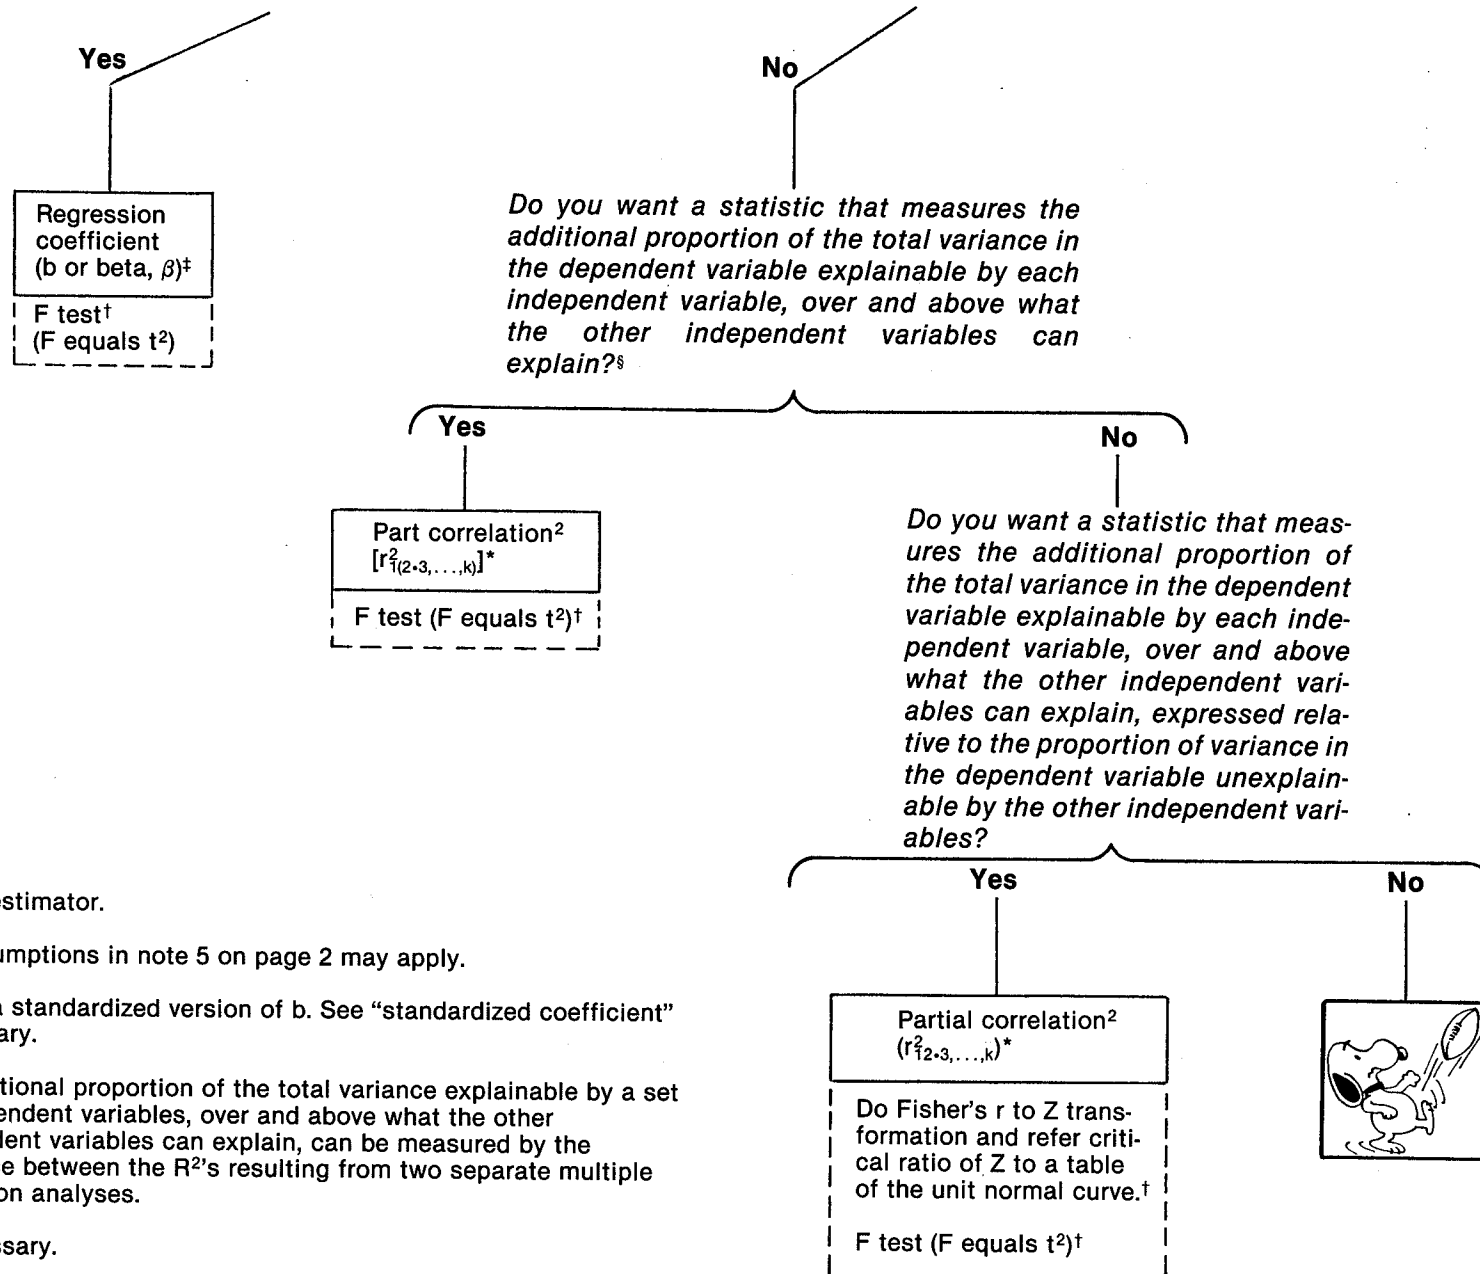 Yes
No
Regression
coefficient
(b or beta, β)‡
F test†
(F equals t²)
Do you want a statistic that measures the
additional proportion of the total variance in
the dependent variable explainable by each
independent variable, over and above what
the other independent variables can
explain?§
Yes
No
Part correlation²
[r²1(2•3,...,k)]*
F test (F equals t²)†
Do you want a statistic that meas-
ures the additional proportion of
the total variance in the dependent
variable explainable by each inde-
pendent variable, over and above
what the other independent vari-
ables can explain, expressed rela-
tive to the proportion of variance in
the dependent variable unexplain-
able by the other independent vari-
ables?
Yes
No
Partial correlation²
(r²12•3,...,k)*
Do Fisher's r to Z trans-
formation and refer criti-
cal ratio of Z to a table
of the unit normal curve.†
F test (F equals t²)†
estimator.
umptions in note 5 on page 2 may apply.
a standardized version of b. See “standardized coefficient”
ary.
tional proportion of the total variance explainable by a set
pendent variables, over and above what the other
dent variables can explain, can be measured by the
e between the R²'s resulting from two separate multiple
on analyses.
ssary.